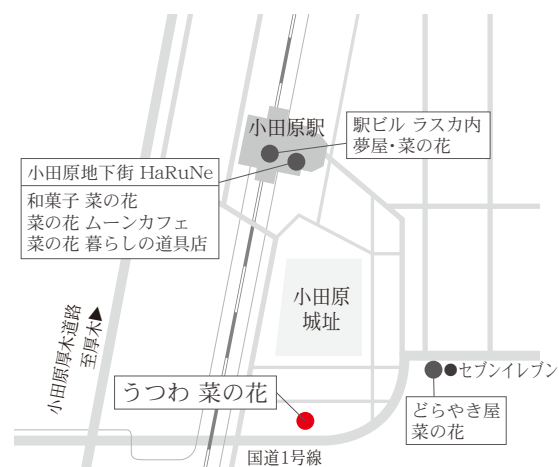 小田原駅
駅ビル ラスカ内
夢屋・菜の花
小田原地下街 HaRuNe
和菓子 菜の花
菜の花 ムーンカフェ
菜の花 暮らしの道具店
小田原
城址
小田原厚木道路
至厚木▶
セブンイレブン
うつわ 菜の花
どらやき屋
菜の花
国道1号線